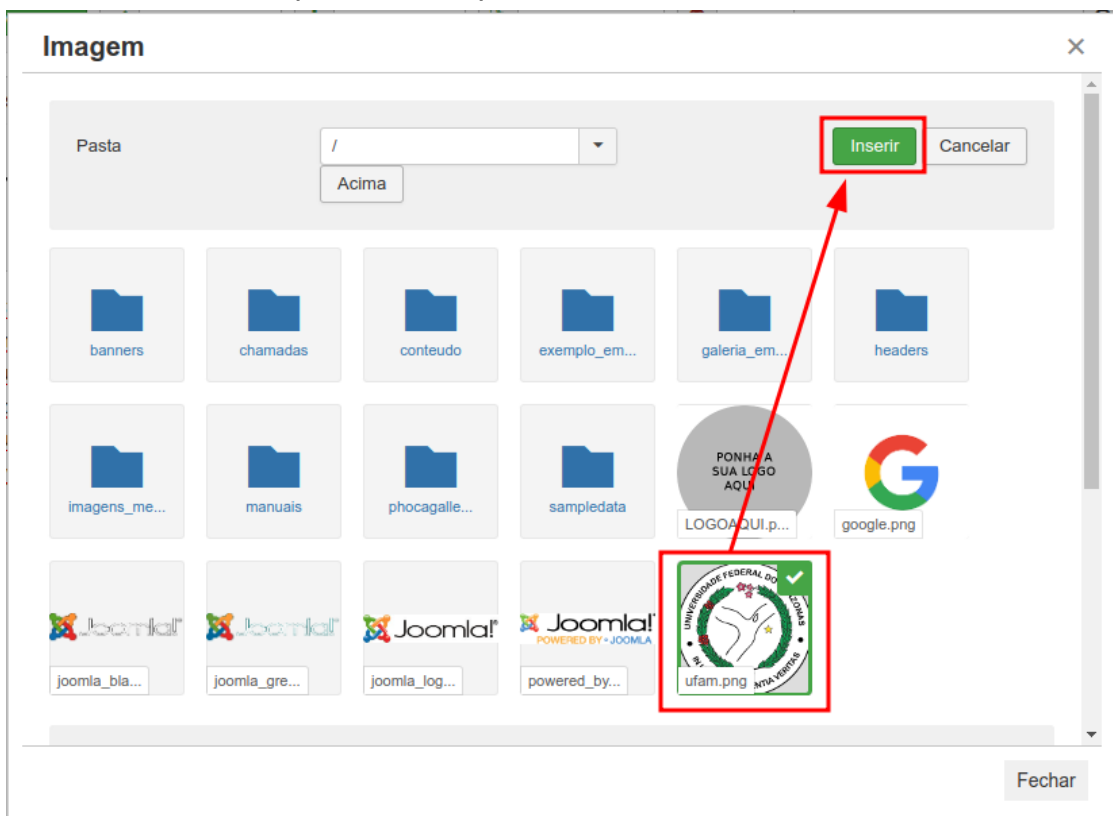 Imagem
×
Pasta
/
Inserir
Cancelar
Acima
banners
chamadas
conteudo
exemplo_em...
galeria_em...
headers
imagens_me...
manuais
phocagalle...
sampledata
PONHA A
SUA LOGO
AQUI
LOGOAQUI.p...
google.png
Joomla!
joomla_bla...
Joomla!
joomla_gre...
Joomla!
joomla_log...
Joomla!
POWERED BY • JOOMLA
powered_by...
UNIVERSIDADE FEDERAL DO
ufam.png
VERITAS
Fechar